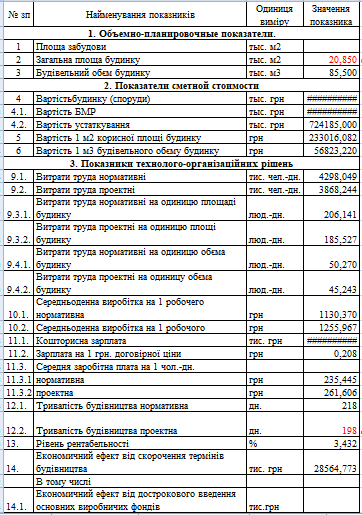 № зп Найменування показників Одиниця виміру Значення показника
1. Объемно-планировочные показатели.
1 Площа забудови тыс. м2
2 Загальна площа будинку тыс. м2 20,850
3 Будівельний обєм будинку тыс. м3 85,500
2. Показатели сметной стоимости
4 Вартістьбудинку (споруди) тыс. грн ##########
4.1. Вартість БМР тыс. грн ##########
4.2. Вартість устаткування тыс. грн 724185,000
5 Вартість 1 м2 корисної площі будинку грн 233016,082
6 Вартість 1 м3 будівельного обєму будинку грн 56823,220
3. Показники технолого-організаційних рішень
9.1. Витрати труда нормативні тис. чел.-дн. 4298,049
9.2. Витрати труда проектні тис. чел.-дн. 3868,244
9.3.1. Витрати труда нормативні на одиницю площаді будинку люд.-дн. 206,141
9.3.2. Витрати труда проектні на одиницю площі будинку люд.-дн. 185,527
9.4.1. Витрати труда нормативні на одиницю обєма будинку люд.-дн. 50,270
9.4.2. Витрати труда проектні на одиницу обєма будинку люд.-дн. 45,243
10.1. Середньоденна виробітка на 1 робочего нормативна грн 1130,370
10.2. Середньоденна виробітка на 1 робочего грн 1255,967
11.1. Кошторисна зарплата тис. грн ##########
11.2. Зарплата на 1 грн. договірної ціни грн 0,208
11.3. Середня заробітна плата на 1 чол.-дн.
11.3.1 нормативна грн 235,445
11.3.2 проектна грн 261,606
12.1. Тривалість будівництва нормативна дн. 218
12.2. Тривалість будівництва проектна дн. 198
13. Рівень рентабельності % 3,432
14. Економічний ефект від скорочення термінів будівництва тис. грн 28564,773
В тому числі
14.1. Економічний ефект від дострокового введення основних виробничих фондів тис.грн